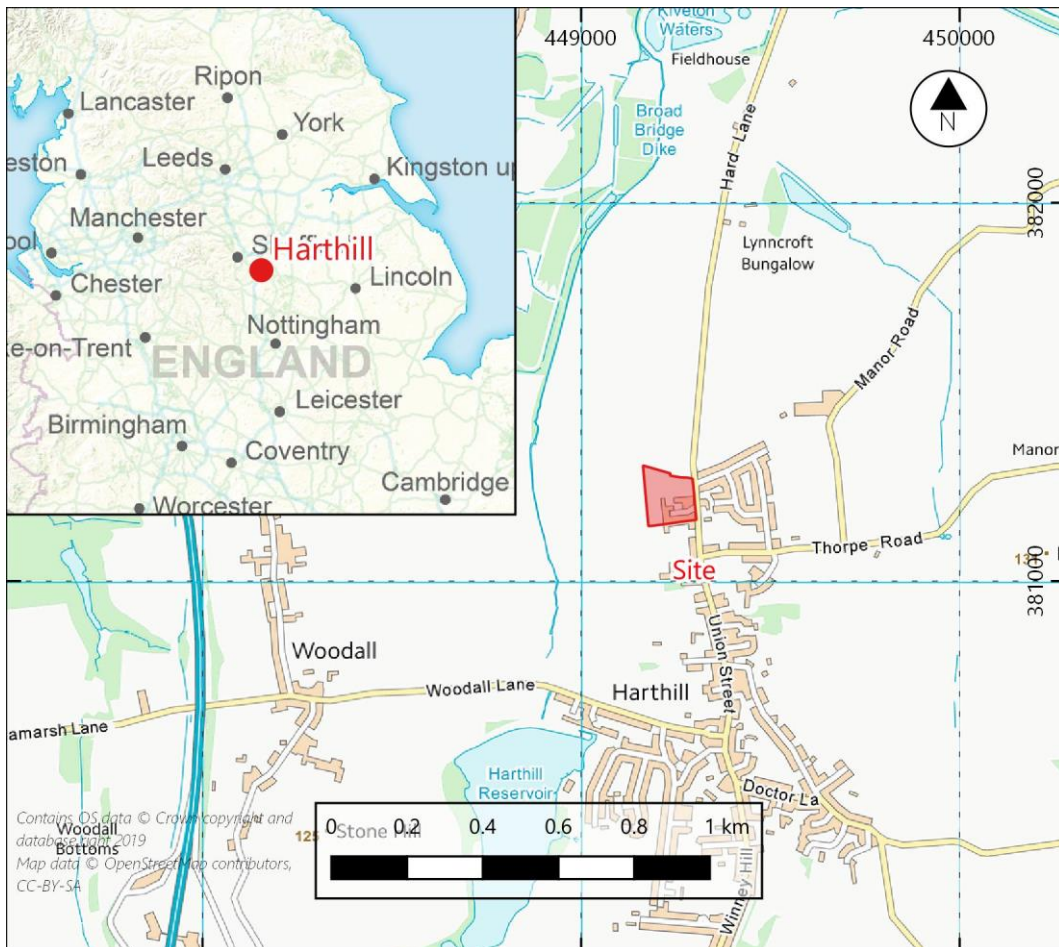 Ripon
Lancaster
York
eston
Leeds
Kingston up
Manchester
ool
Harthill
Chester
Lincoln
Nottingham
ke-on-Trent
ENGLAND
Leicester
Birmingham
Coventry
Cambridge
Worcester
Kiveton
Waters
449000
450000
Fieldhouse
N
Broad
Bridge
Dike
Hard Lane
382000
Lynncroft
Bungalow
Manor Road
Manor
Thorpe Road
Site
381000
Union Street
Woodall
Woodall Lane
Harthill
amarsh Lane
Harthill
Reservoir
Doctor La
Contains OS data © Crown copyright and
database right 2019
Woodall
Bottoms
Map data © OpenStreetMap contributors,
CC-BY-SA
125
Stone Hill
0 0.2 0.4 0.6 0.8 1 km
Winney Hill